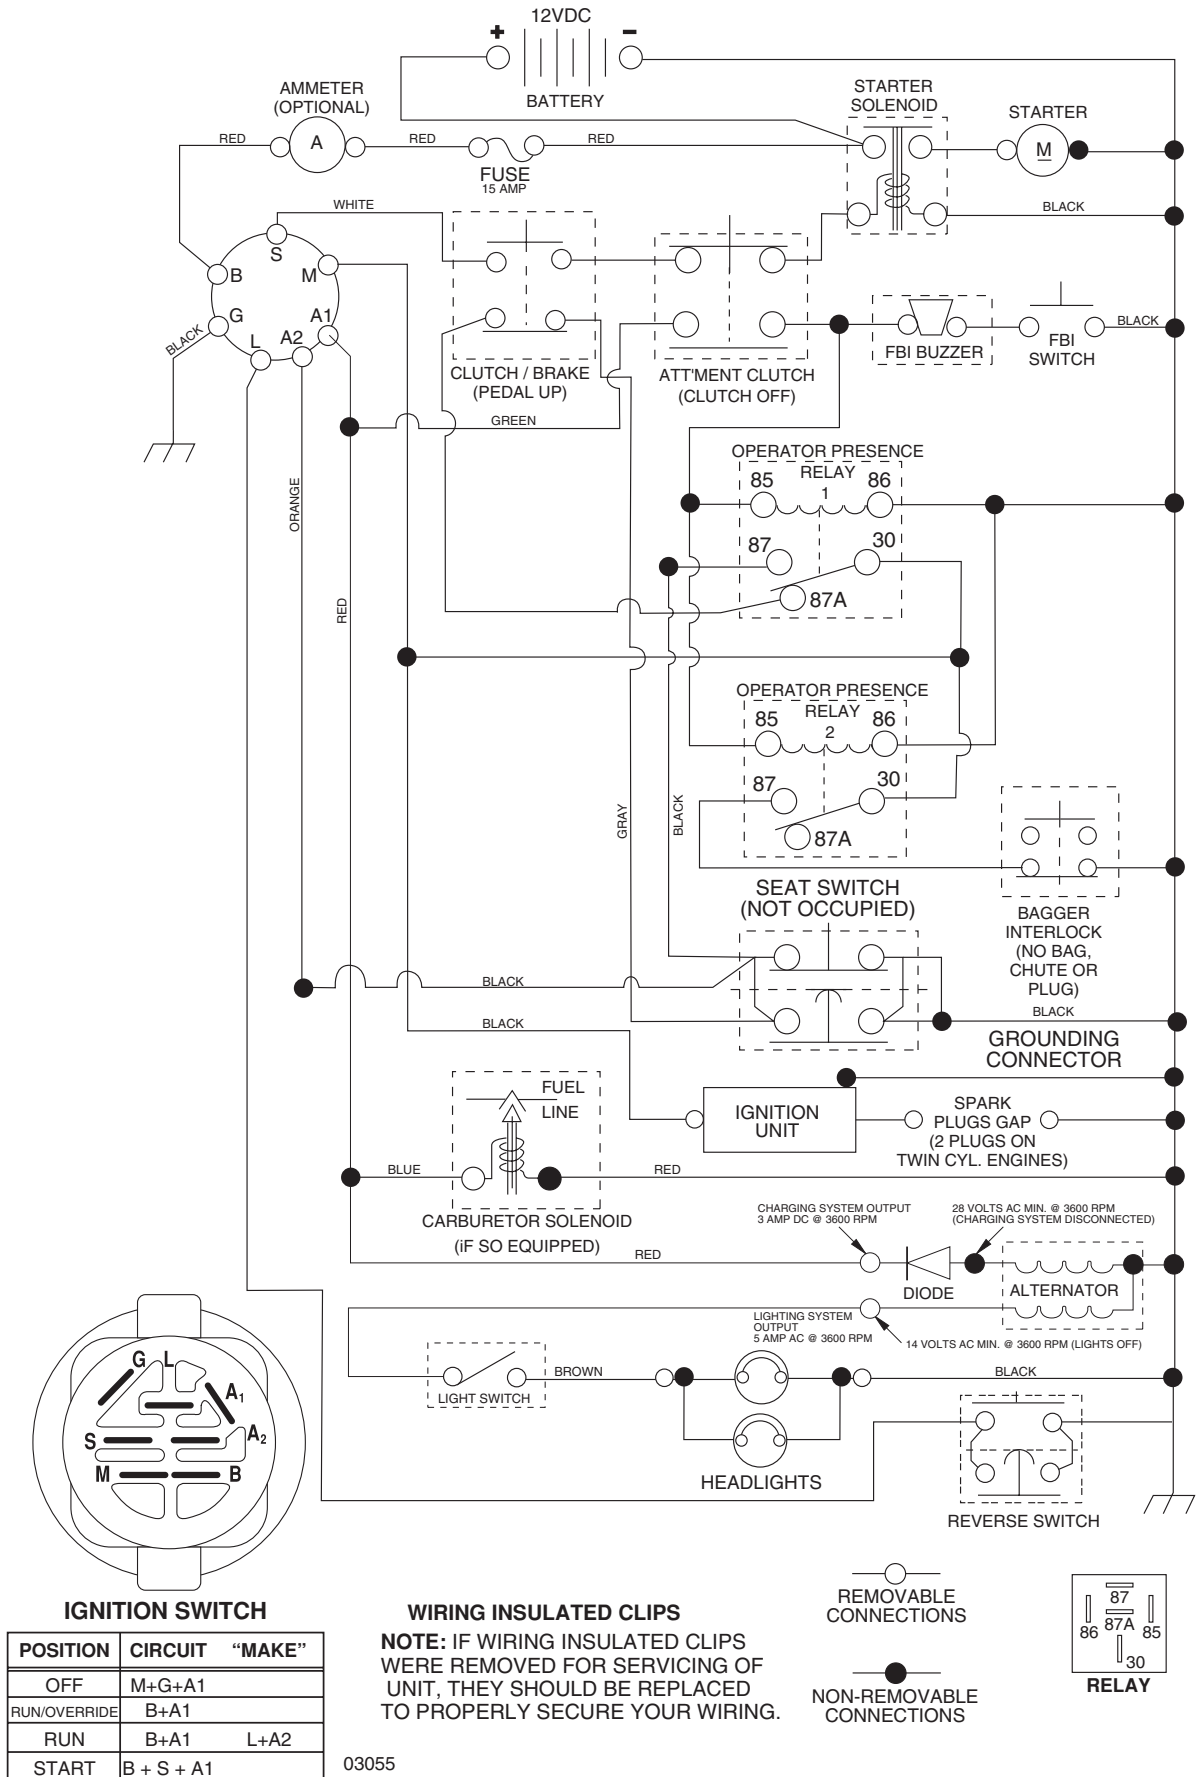 12VDC
+
−
BATTERY
AMMETER
(OPTIONAL)
STARTER
SOLENOID
STARTER
RED
A
RED
FUSE
15 AMP
RED
M
WHITE
BLACK
S
B
M
G
A1
L
A2
BLACK
CLUTCH / BRAKE
(PEDAL UP)
ATT'MENT CLUTCH
(CLUTCH OFF)
FBI BUZZER
FBI
SWITCH
BLACK
GREEN
ORANGE
RED
OPERATOR PRESENCE
RELAY
1
85
86
87
30
87A
OPERATOR PRESENCE
RELAY
2
85
86
87
30
87A
GRAY
BLACK
SEAT SWITCH
(NOT OCCUPIED)
BAGGER
INTERLOCK
(NO BAG,
CHUTE OR
PLUG)
BLACK
BLACK
BLACK
GROUNDING
CONNECTOR
FUEL
LINE
IGNITION
UNIT
SPARK
PLUGS GAP
(2 PLUGS ON
TWIN CYL. ENGINES)
BLUE
RED
CARBURETOR SOLENOID
(iF SO EQUIPPED)
CHARGING SYSTEM OUTPUT
3 AMP DC @ 3600 RPM
28 VOLTS AC MIN. @ 3600 RPM
(CHARGING SYSTEM DISCONNECTED)
RED
DIODE
ALTERNATOR
LIGHTING SYSTEM
OUTPUT
5 AMP AC @ 3600 RPM
14 VOLTS AC MIN. @ 3600 RPM (LIGHTS OFF)
LIGHT SWITCH
BROWN
BLACK
HEADLIGHTS
REVERSE SWITCH
G
L
A1
S
A2
M
B
IGNITION SWITCH
POSITION CIRCUIT “MAKE”
OFF M+G+A1
RUN/OVERRIDE B+A1
RUN B+A1 L+A2
START B + S + A1
WIRING INSULATED CLIPS
NOTE: IF WIRING INSULATED CLIPS
WERE REMOVED FOR SERVICING OF
UNIT, THEY SHOULD BE REPLACED
TO PROPERLY SECURE YOUR WIRING.
03055
REMOVABLE
CONNECTIONS
NON-REMOVABLE
CONNECTIONS
87
86
87A
85
30
RELAY